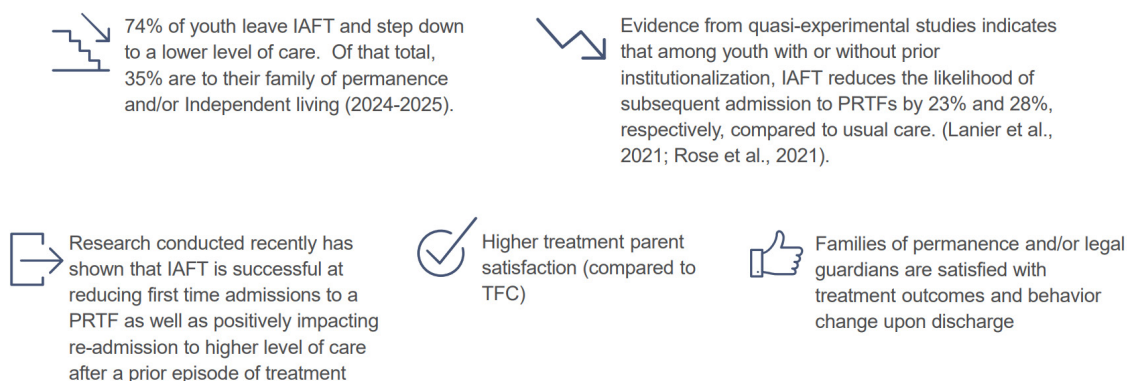 74% of youth leave IAFT and step down
to a lower level of care.  Of that total,
35% are to their family of permanence
and/or Independent living (2024-2025).
Evidence from quasi-experimental studies indicates
that among youth with or without prior
institutionalization, IAFT reduces the likelihood of
subsequent admission to PRTFs by 23% and 28%,
respectively, compared to usual care. (Lanier et al.,
2021; Rose et al., 2021).
Research conducted recently has
shown that IAFT is successful at
reducing first time admissions to a
PRTF as well as positively impacting
re-admission to higher level of care
after a prior episode of treatment
Higher treatment parent
satisfaction (compared to
TFC)
Families of permanence and/or legal
guardians are satisfied with
treatment outcomes and behavior
change upon discharge